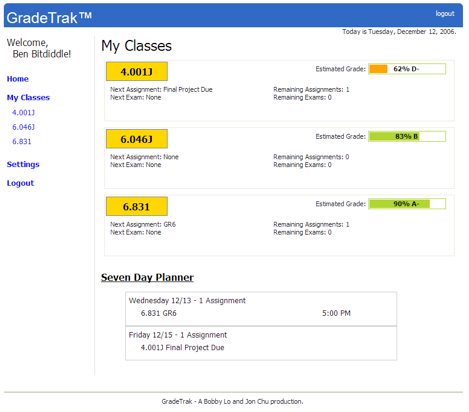 GradeTrak™
logout
Today is Tuesday, December 12, 2006.
Welcome,
Ben Bitdiddle!
Home
My Classes
4.001J
6.046J
6.831
Settings
Logout
My Classes
4.001J
Estimated Grade: 62% D-
Next Assignment: Final Project Due
Remaining Assignments: 1
Next Exam: None
Remaining Exams: 0
6.046J
Estimated Grade: 83% B
Next Assignment: None
Remaining Assignments: 0
Next Exam: None
Remaining Exams: 0
6.831
Estimated Grade: 90% A-
Next Assignment: GR6
Remaining Assignments: 1
Next Exam: None
Remaining Exams: 0
Seven Day Planner
Wednesday 12/13 - 1 Assignment
6.831 GR6 5:00 PM
Friday 12/15 - 1 Assignment
4.001J Final Project Due
GradeTrak - A Bobby Lo and Jon Chu production.